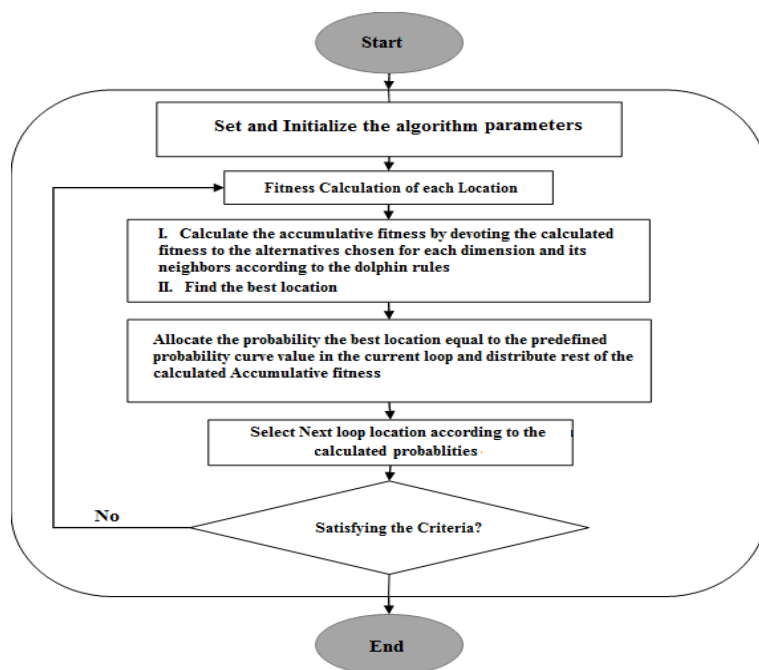 Start
Set and Initialize the algorithm parameters
Fitness Calculation of each Location
I. Calculate the accumulative fitness by devoting the calculated
fitness to the alternatives chosen for each dimension and its
neighbors according to the dolphin rules
II. Find the best location
Allocate the probability the best location equal to the predefined
probability curve value in the current loop and distribute rest of the
calculated Accumulative fitness
Select Next loop location according to the
calculated probablities
No
Satisfying the Criteria?
End